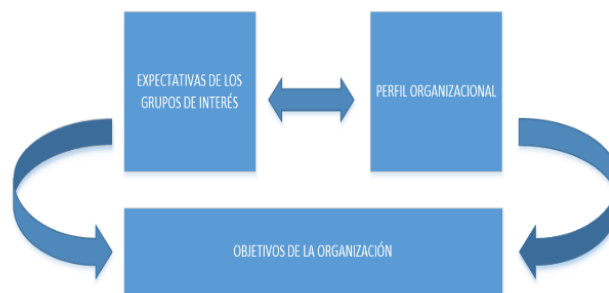 EXPECTATIVAS DE LOS
GRUPOS DE INTERÉS
PERFIL ORGANIZACIONAL
OBJETIVOS DE LA ORGANIZACIÓN